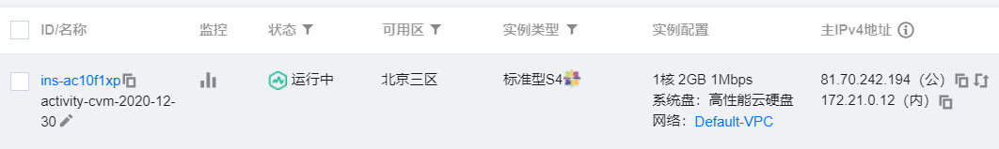 ID/名称 监控 状态 可用区 实例类型 实例配置 主IPv4地址
ins-ac10f1xp 运行中 北京三区 标准型S4 1核 2GB 1Mbps 81.70.242.194（公）
activity-cvm-2020-12- 系统盘：高性能云硬盘 172.21.0.12（内）
30 网络：Default-VPC